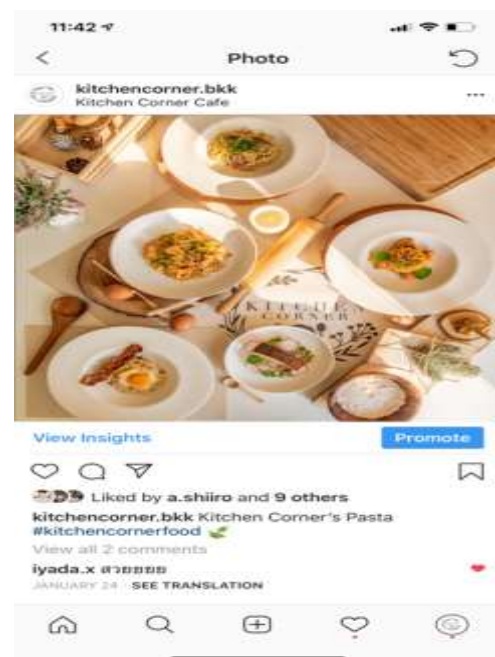 11:42
Photo
kitchencorner.bkk
Kitchen Corner Cafe
KITCHEN
CORNER
View Insights
Promote
Liked by a.shiiro and 9 others
kitchencorner.bkk Kitchen Corner's Pasta
#kitchencornerfood
View all 2 comments
iyada.x สวยยยย
JANUARY 24 · SEE TRANSLATION